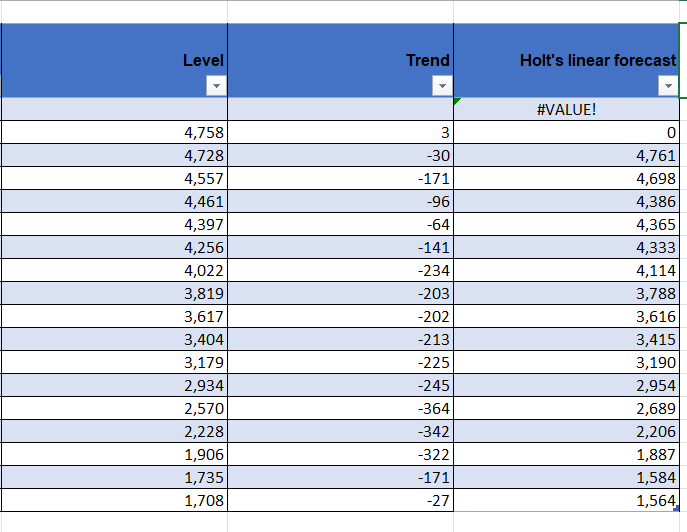 Level Trend Holt's linear forecast
#VALUE!
4,758 3 0
4,728 -30 4,761
4,557 -171 4,698
4,461 -96 4,386
4,397 -64 4,365
4,256 -141 4,333
4,022 -234 4,114
3,819 -203 3,788
3,617 -202 3,616
3,404 -213 3,415
3,179 -225 3,190
2,934 -245 2,954
2,570 -364 2,689
2,228 -342 2,206
1,906 -322 1,887
1,735 -171 1,584
1,708 -27 1,564